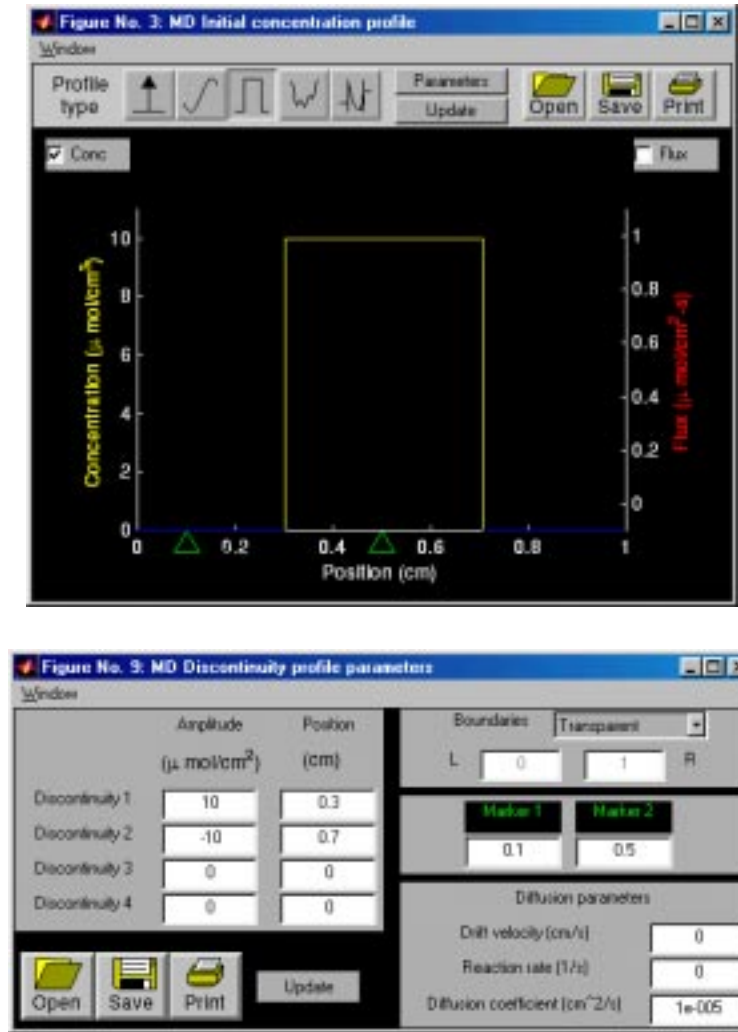 Figure No. 3: MD Initial concentration profile
Window
Profile type
Parameters
Update
Open Save Print
Conc
Flux
Concentration (μ mol/cm³)
10
8
6
4
2
0
Flux (μ mol/cm²-s)
1
0.8
0.6
0.4
0.2
0
0 0.2 0.4 0.6 0.8 1
Position (cm)
Figure No. 9: MD Discontinuity profile parameters
Window
Amplitude Position
(μ mol/cm²) (cm)
Discontinuity 1 10 0.3
Discontinuity 2 -10 0.7
Discontinuity 3 0 0
Discontinuity 4 0 0
Open Save Print Update
Boundaries Transparent
L 0 1 R
Marker 1 Marker 2
0.1 0.5
Diffusion parameters
Drift velocity (cm/s) 0
Reaction rate (1/s) 0
Diffusion coefficient (cm^2/s) 1e-005